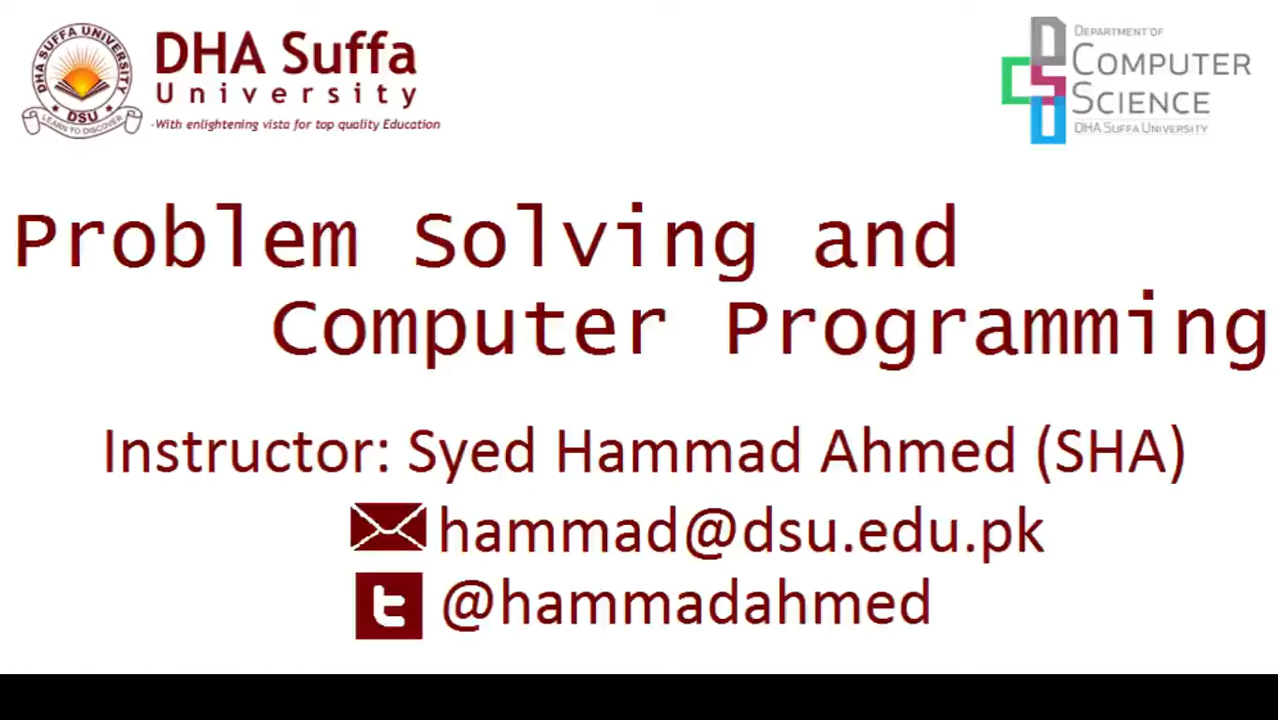 DHA SUFFA UNIVERSITY
DSU
LEARN TO DISCOVER
DHA Suffa
University
-With enlightening vista for top quality Education
DSU
DEPARTMENT OF
COMPUTER
SCIENCE
DHA SUFFA UNIVERSITY
Problem Solving and
Computer Programming
Instructor: Syed Hammad Ahmed (SHA)
hammad@dsu.edu.pk
@hammadahmed